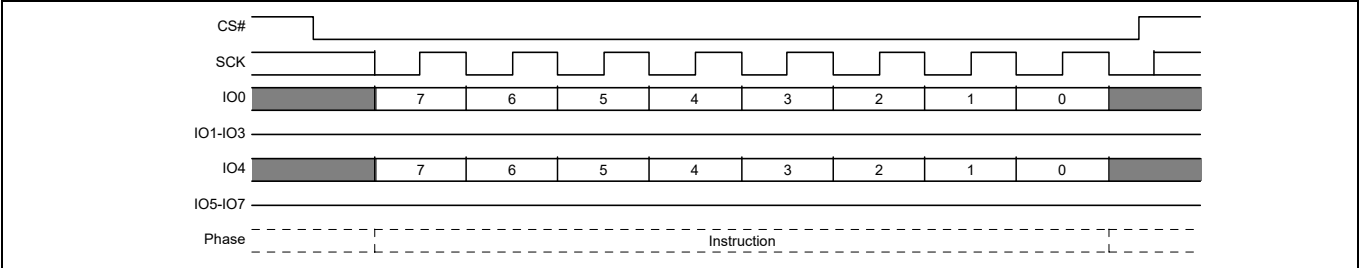 CS#
SCK
IO0 7 6 5 4 3 2 1 0
IO1-IO3
IO4 7 6 5 4 3 2 1 0
IO5-IO7
Phase Instruction